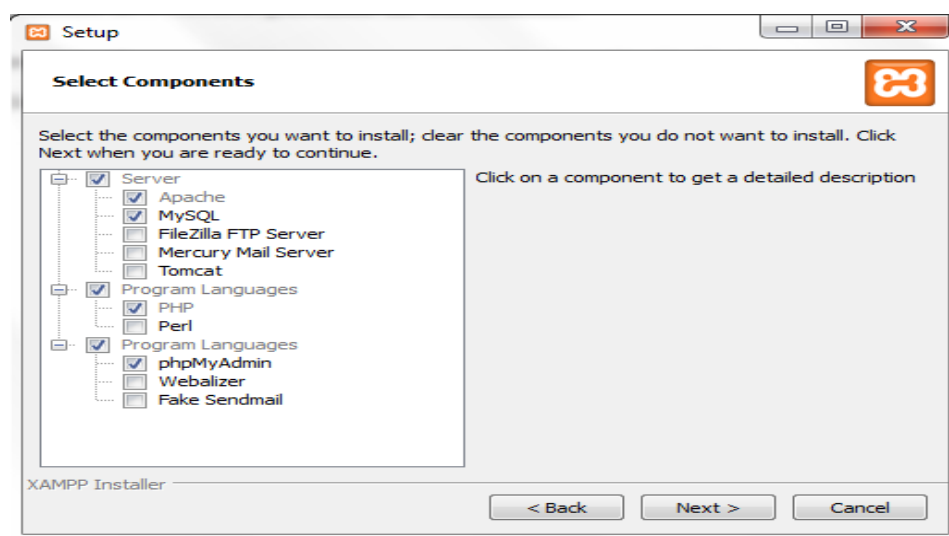 Setup
Select Components
Select the components you want to install; clear the components you do not want to install. Click
Next when you are ready to continue.
Server
Apache
MySQL
FileZilla FTP Server
Mercury Mail Server
Tomcat
Program Languages
PHP
Perl
Program Languages
phpMyAdmin
Webalizer
Fake Sendmail
Click on a component to get a detailed description
XAMPP Installer
< Back
Next >
Cancel